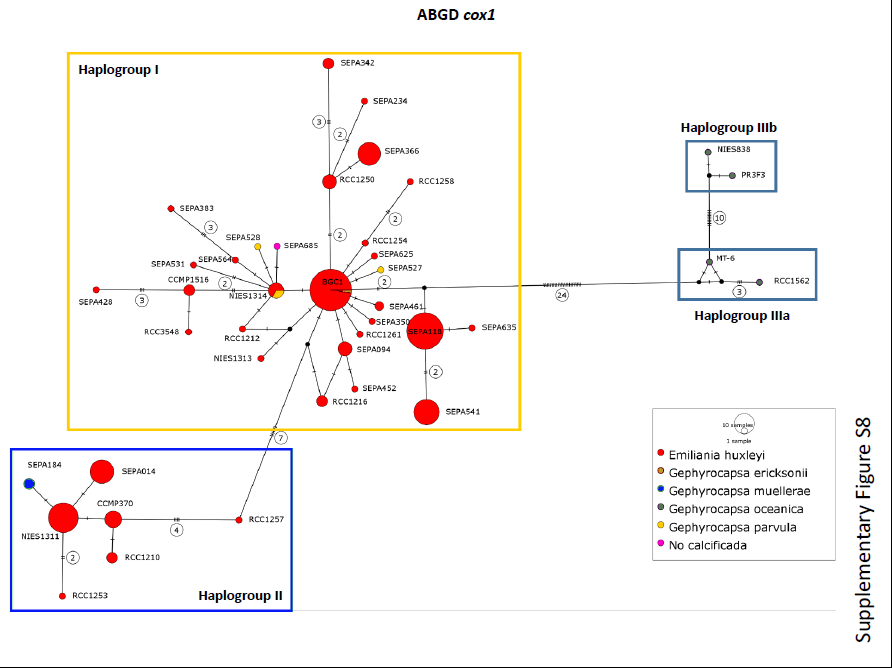 ABGD cox1
Haplogroup I
SEPA342
SEPA234
3
2
SEPA366
RCC1250
RCC1258
SEPA383
3
2
2
SEPA528
SEPA685
RCC1254
SEPA531
SEPA564
SEPA625
SEPA527
2
2
CCMP1516
BGC1
NIES1314
SEPA428
3
SEPA461
RCC3548
SEPA350
SEPA118
SEPA635
RCC1212
RCC1261
NIES1313
SEPA094
2
SEPA452
RCC1216
SEPA541
7
24
Haplogroup IIIb
NIES838
PR3F3
10
MT-6
RCC1562
3
Haplogroup IIIa
SEPA184
SEPA014
CCMP370
NIES1311
4
RCC1257
2
RCC1210
RCC1253
Haplogroup II
10 samples
1 sample
Emiliania huxleyi
Gephyrocapsa ericksonii
Gephyrocapsa muellerae
Gephyrocapsa oceanica
Gephyrocapsa parvula
No calcificada
Supplementary Figure S8